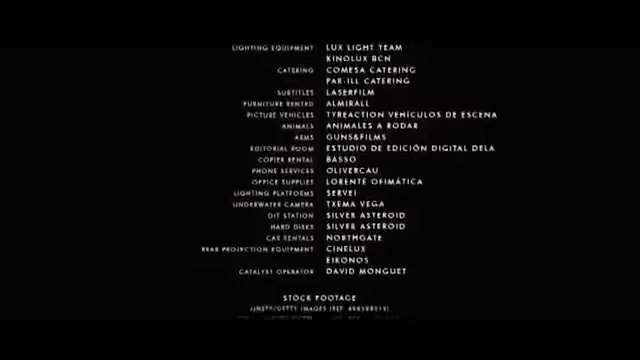 LIGHTING EQUIPMENT LUX LIGHT TEAM
KINOLUX BCN
CATERING COMESA CATERING
PAR-ILL CATERING
SUBTITLES LASERFILM
FURNITURE RENTED ALMIRALL
PICTURE VEHICLES TYREACTION VEHÍCULOS DE ESCENA
ANIMALS ANIMALES A RODAR
ARMS GUNS&FILMS
EDITORIAL ROOM ESTUDIO DE EDICIÓN DIGITAL DELA
COPIER RENTAL BASSO
PHONE SERVICES OLIVERCAU
OFFICE SUPPLIES LORENTE OFIMÁTICA
LIGHTING PLATFORMS SERVEI
UNDERWATER CAMERA TXEMA VEGA
DIT STATION SILVER ASTEROID
HARD DISKS SILVER ASTEROID
CAR RENTALS NORTHGATE
REAR PROJECTION EQUIPMENT CINELUX
EIKONOS
CATALYST OPERATOR DAVID MONGUET
STOCK FOOTAGE
IMAGES (REF.